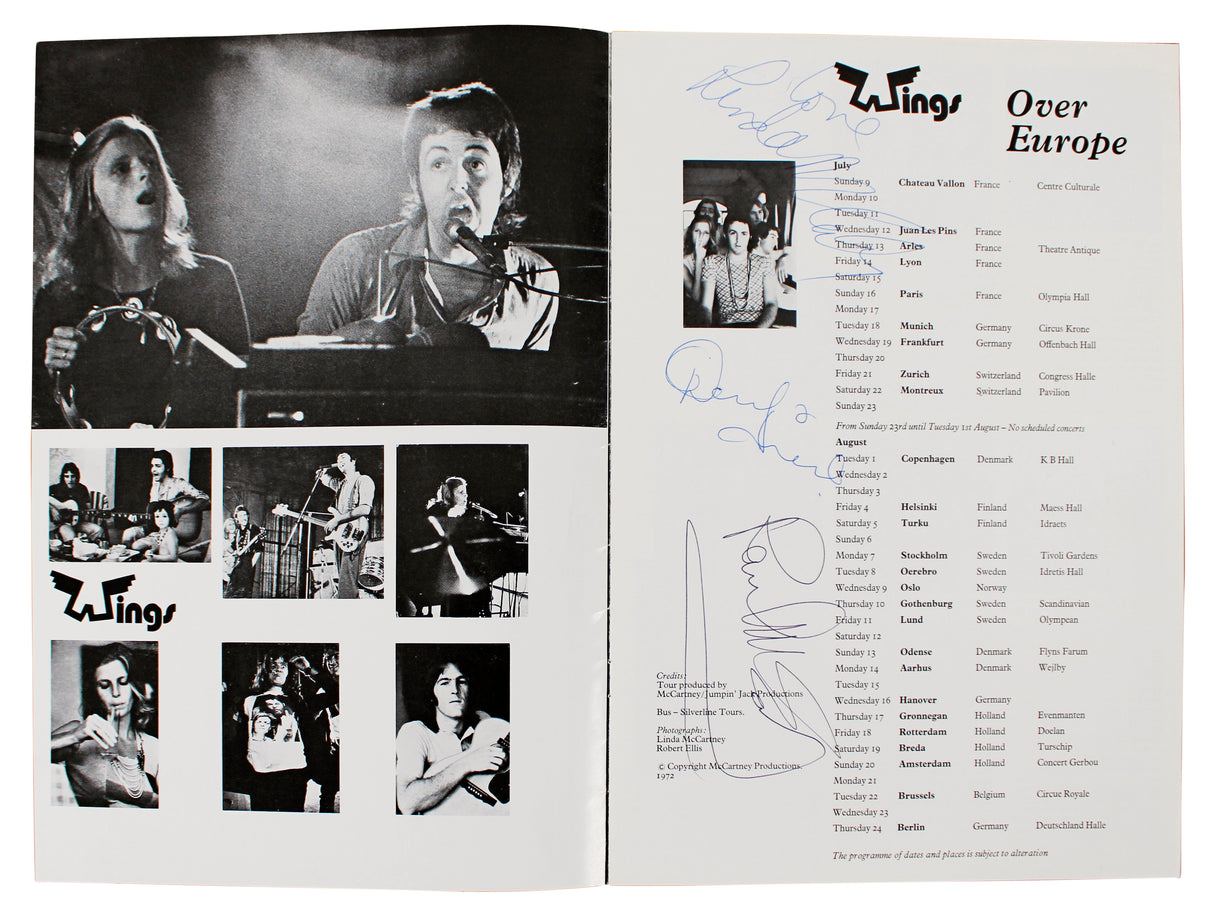 Wings
Wings
Over
Europe
Love
Linda
July
Sunday 9 Chateau Vallon France Centre Culturale
Monday 10
Tuesday 11
Wednesday 12 Juan Les Pins France
Thursday 13 Arles France Theatre Antique
Friday 14 Lyon France
Saturday 15
Sunday 16 Paris France Olympia Hall
Monday 17
Tuesday 18 Munich Germany Circus Krone
Wednesday 19 Frankfurt Germany Offenbach Hall
Thursday 20
Friday 21 Zurich Switzerland Congress Halle
Saturday 22 Montreux Switzerland Pavilion
Sunday 23
From Sunday 23rd until Tuesday 1st August – No scheduled concerts
August
Tuesday 1 Copenhagen Denmark K B Hall
Wednesday 2
Thursday 3
Friday 4 Helsinki Finland Maess Hall
Saturday 5 Turku Finland Idraets
Sunday 6
Monday 7 Stockholm Sweden Tivoli Gardens
Tuesday 8 Oerebro Sweden Idretis Hall
Wednesday 9 Oslo Norway
Thursday 10 Gothenburg Sweden Scandinavian
Friday 11 Lund Sweden Olympean
Saturday 12
Sunday 13 Odense Denmark Flyns Farum
Monday 14 Aarhus Denmark Wejlby
Tuesday 15
Wednesday 16 Hanover Germany
Thursday 17 Gronnegan Holland Evenmanten
Friday 18 Rotterdam Holland Doelan
Saturday 19 Breda Holland Turschip
Sunday 20 Amsterdam Holland Concert Gerbou
Monday 21
Tuesday 22 Brussels Belgium Circue Royale
Wednesday 23
Thursday 24 Berlin Germany Deutschland Halle
The programme of dates and places is subject to alteration
Credits:
Tour produced by
McCartney/Jumpin' Jack Productions
Bus – Silverline Tours.
Photographs:
Linda McCartney
Robert Ellis
© Copyright McCartney Productions.
1972